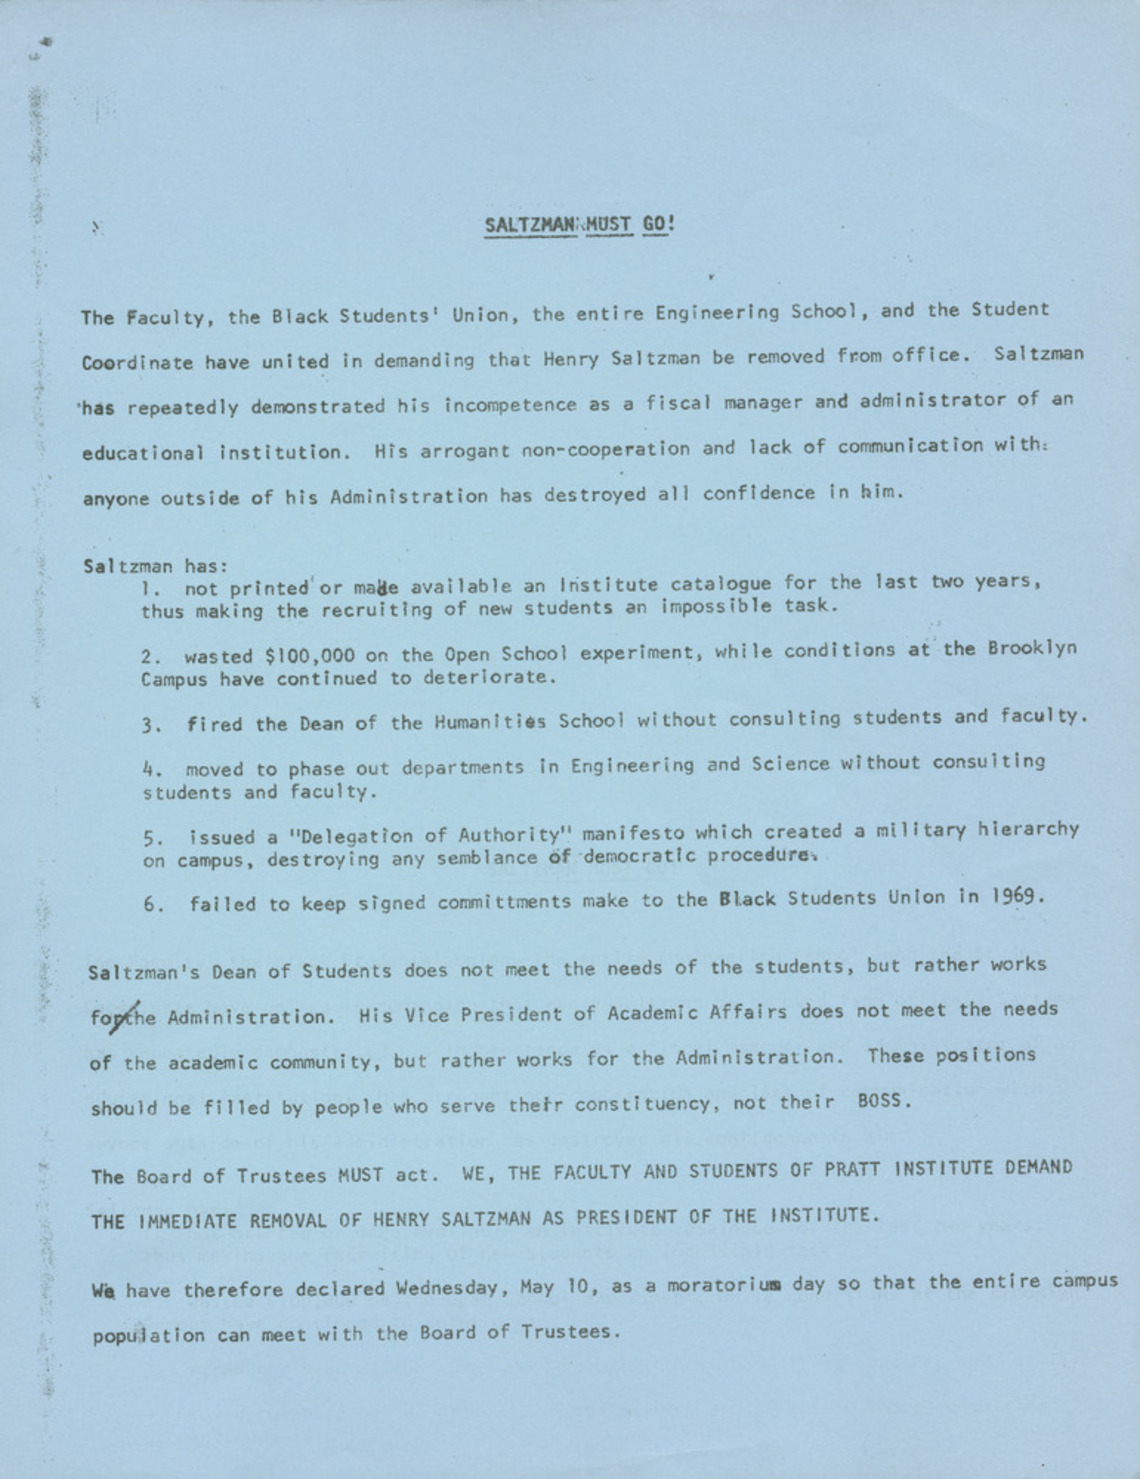 SALTZMAN MUST GO!
The Faculty, the Black Students' Union, the entire Engineering School, and the Student
Coordinate have united in demanding that Henry Saltzman be removed from office. Saltzman
has repeatedly demonstrated his incompetence as a fiscal manager and administrator of an
educational institution. His arrogant non-cooperation and lack of communication with
anyone outside of his Administration has destroyed all confidence in him.
Saltzman has:
1. not printed or made available an Institute catalogue for the last two years,
thus making the recruiting of new students an impossible task.
2. wasted $100,000 on the Open School experiment, while conditions at the Brooklyn
Campus have continued to deteriorate.
3. fired the Dean of the Humanities School without consulting students and faculty.
4. moved to phase out departments in Engineering and Science without consulting
students and faculty.
5. issued a "Delegation of Authority" manifesto which created a military hierarchy
on campus, destroying any semblance of democratic procedure.
6. failed to keep signed committments make to the Black Students Union in 1969.
Saltzman's Dean of Students does not meet the needs of the students, but rather works
for/the Administration. His Vice President of Academic Affairs does not meet the needs
of the academic community, but rather works for the Administration. These positions
should be filled by people who serve their constituency, not their BOSS.
The Board of Trustees MUST act. WE, THE FACULTY AND STUDENTS OF PRATT INSTITUTE DEMAND
THE IMMEDIATE REMOVAL OF HENRY SALTZMAN AS PRESIDENT OF THE INSTITUTE.
We have therefore declared Wednesday, May 10, as a moratorium day so that the entire campus
population can meet with the Board of Trustees.